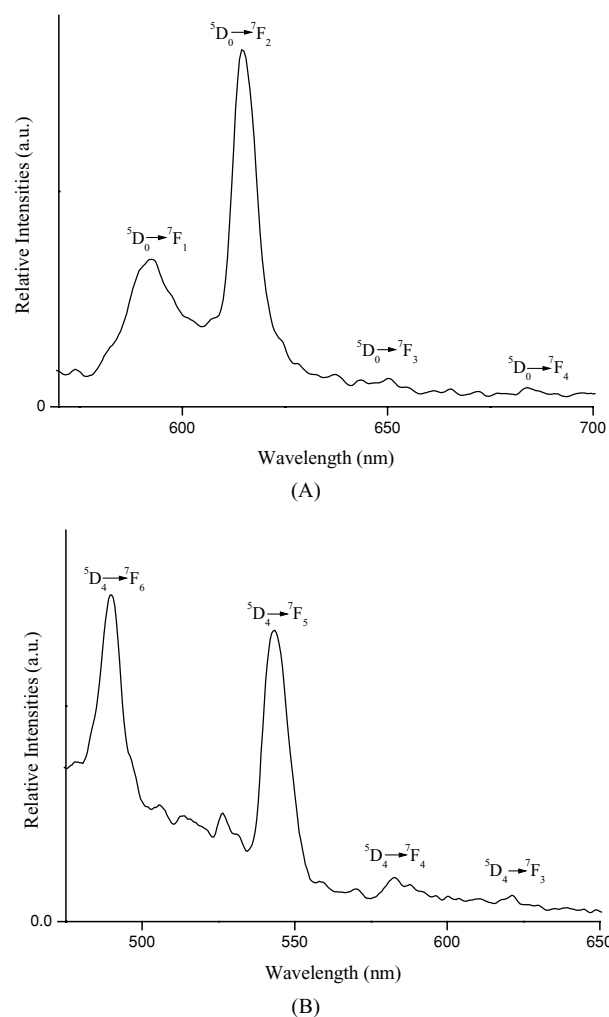 ⁵D₀→⁷F₂
⁵D₀→⁷F₁
⁵D₀→⁷F₃
⁵D₀→⁷F₄
Relative Intensities (a.u.)
0
600 650 700
Wavelength (nm)
(A)
⁵D₄→⁷F₆
⁵D₄→⁷F₅
⁵D₄→⁷F₄
⁵D₄→⁷F₃
Relative Intensities (a.u.)
0.0
500 550 600 650
Wavelength (nm)
(B)